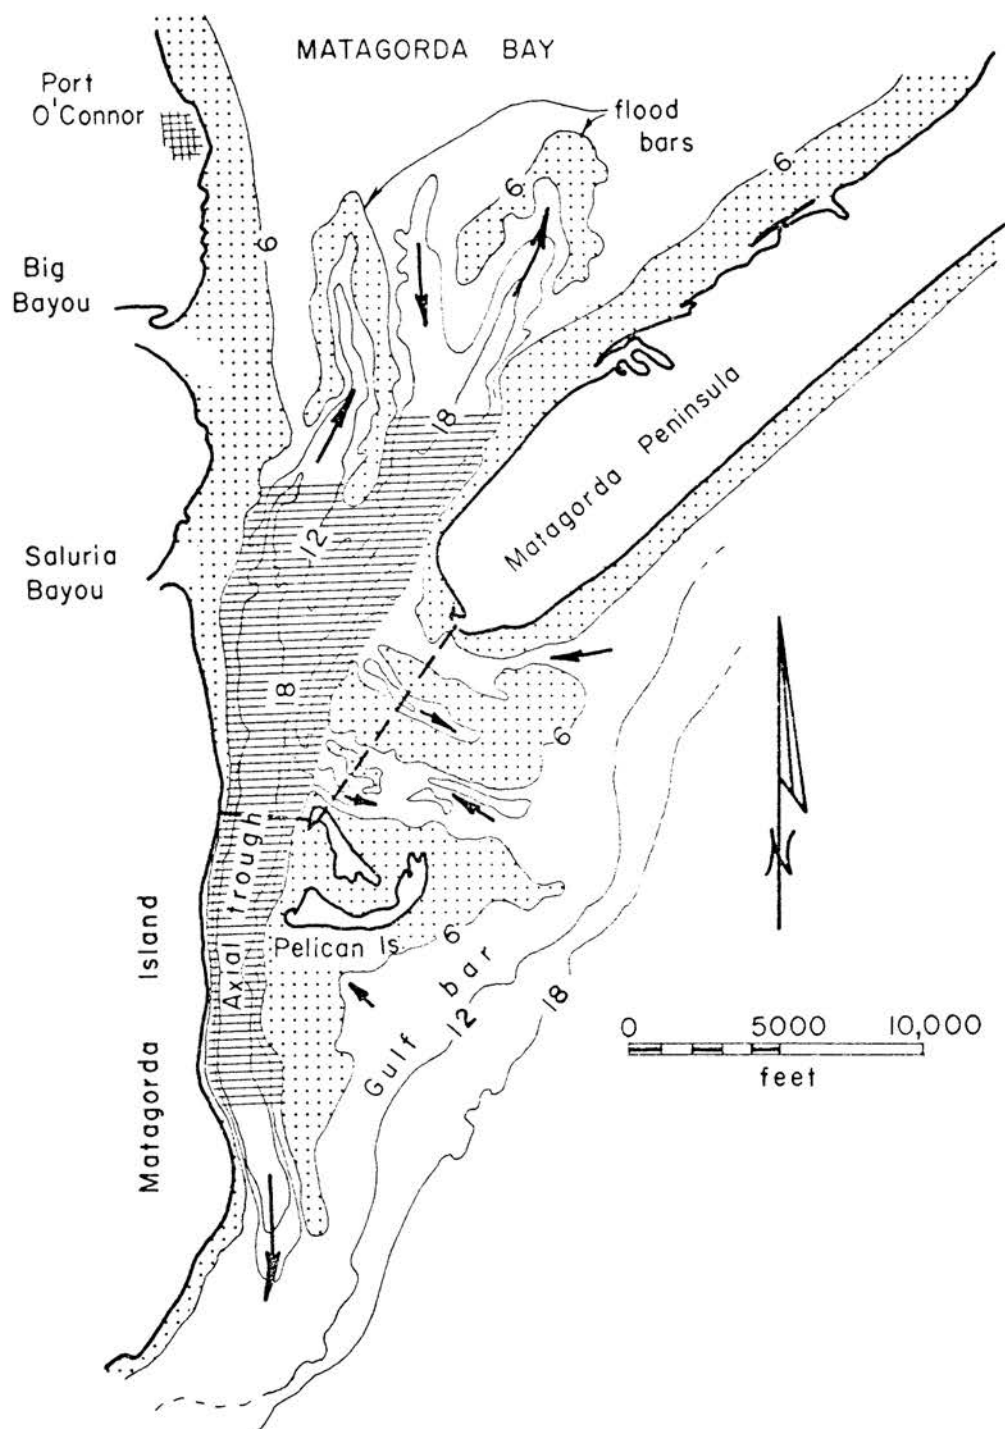 MATAGORDA BAY
Port
O'Connor
flood
bars
6
6
6
Big
Bayou
18
Matagorda Peninsula
12
Saluria
Bayou
18
6
Axial trough
Pelican Is
6
Matagorda Island
Gulf bar
12
18
N
0 5000 10,000
feet